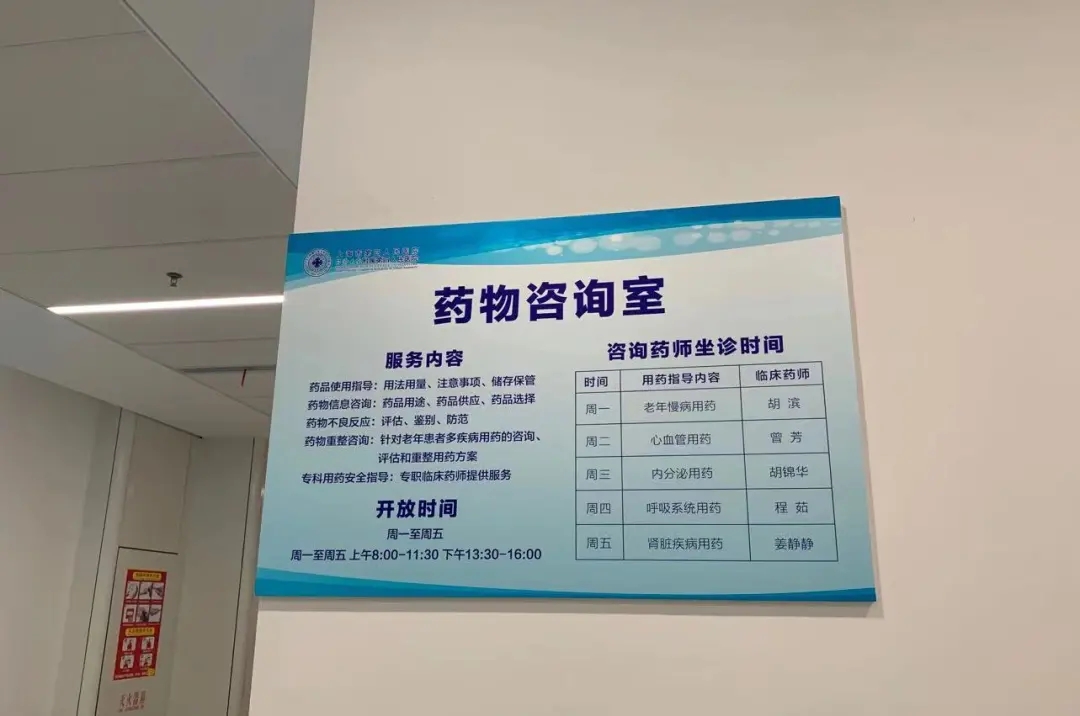 药物咨询室
服务内容
药品使用指导：用法用量、注意事项、储存保管
药物信息咨询：药品用途、药品供应、药品选择
药物不良反应：评估、鉴别、防范
药物重整咨询：针对老年患者多疾病用药的咨询、
评估和重整用药方案
专科用药安全指导：专职临床药师提供服务
开放时间
周一至周五
周一至周五 上午8:00-11:30 下午13:30-16:00
咨询药师坐诊时间
时间 用药指导内容 临床药师
周一 老年慢病用药 胡 滨
周二 心血管用药 曾 芳
周三 内分泌用药 胡锦华
周四 呼吸系统用药 程 茹
周五 肾脏疾病用药 姜静静
灭火器箱